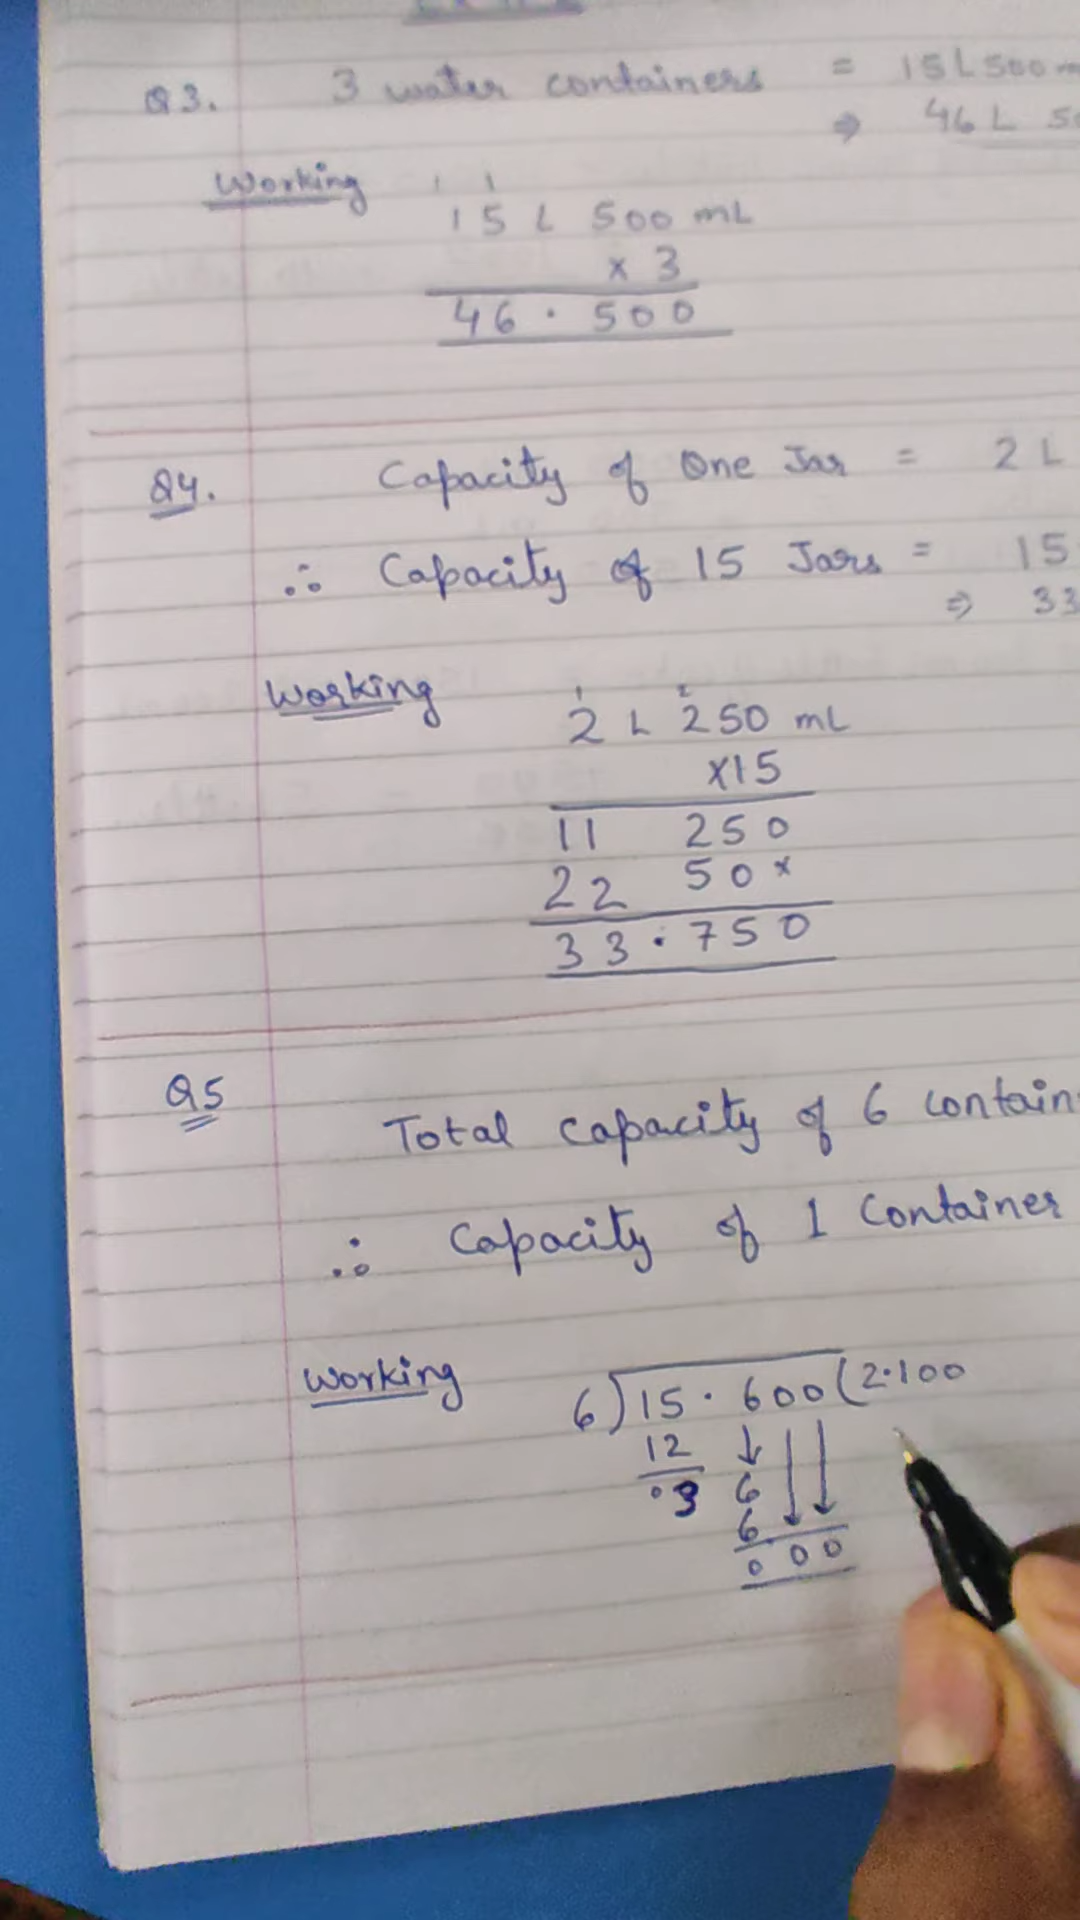 Q3. 3 water containers = 15L500m
⇒ 46 L 50
Working
1 1
15 L 500 mL
x 3
46 . 500
Q4. Capacity of One Jar = 2 L
∴ Capacity of 15 Jars = 15
⇒ 33
Working
1 2
2 L 250 mL
x15
11 250
22 50 x
33 . 750
Q5
Total capacity of 6 contain
∴ Capacity of 1 Container
Working
6)15.600(2.100
12 ↓
.3 6
6
0 0 0